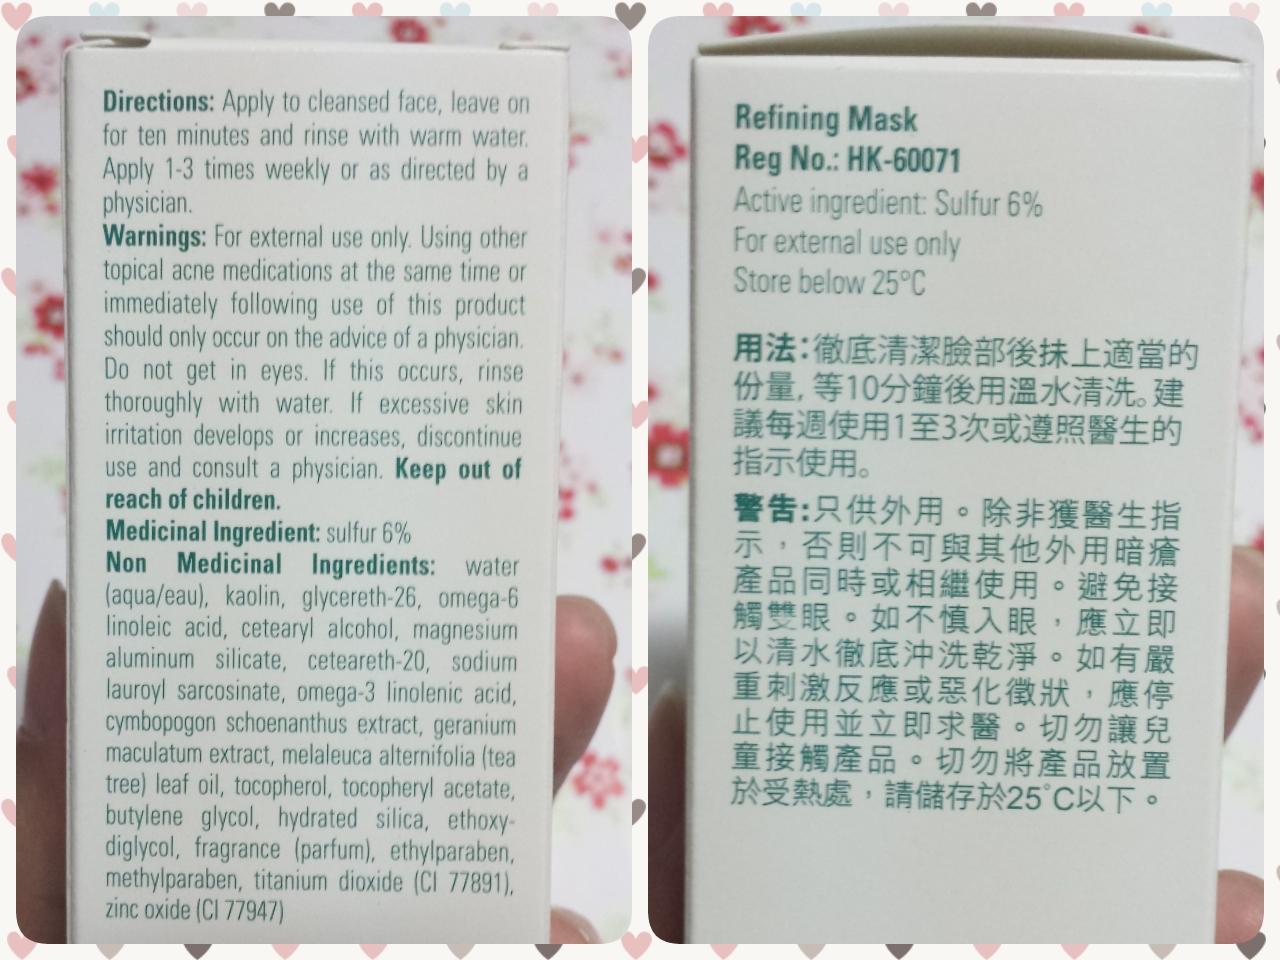 Directions: Apply to cleansed face, leave on
for ten minutes and rinse with warm water.
Apply 1-3 times weekly or as directed by a
physician.
Warnings: For external use only. Using other
topical acne medications at the same time or
immediately following use of this product
should only occur on the advice of a physician.
Do not get in eyes. If this occurs, rinse
thoroughly with water. If excessive skin
irritation develops or increases, discontinue
use and consult a physician. Keep out of
reach of children.
Medicinal Ingredient: sulfur 6%
Non Medicinal Ingredients: water
(aqua/eau), kaolin, glycereth-26, omega-6
linoleic acid, cetearyl alcohol, magnesium
aluminum silicate, ceteareth-20, sodium
lauroyl sarcosinate, omega-3 linolenic acid,
cymbopogon schoenanthus extract, geranium
maculatum extract, melaleuca alternifolia (tea
tree) leaf oil, tocopherol, tocopheryl acetate,
butylene glycol, hydrated silica, ethoxy-
diglycol, fragrance (parfum), ethylparaben,
methylparaben, titanium dioxide (CI 77891),
zinc oxide (CI 77947)
Refining Mask
Reg No.: HK-60071
Active ingredient: Sulfur 6%
For external use only
Store below 25°C
用法:徹底清潔臉部後抹上適當的
份量, 等10分鐘後用溫水清洗。建
議每週使用1至3次或遵照醫生的
指示使用。
警告:只供外用。除非獲醫生指
示，否則不可與其他外用暗瘡
產品同時或相繼使用。避免接
觸雙眼。如不慎入眼，應立即
以清水徹底沖洗乾淨。如有嚴
重刺激反應或惡化徵狀，應停
止使用並立即求醫。切勿讓兒
童接觸產品。切勿將產品放置
於受熱處，請儲存於25°C以下。